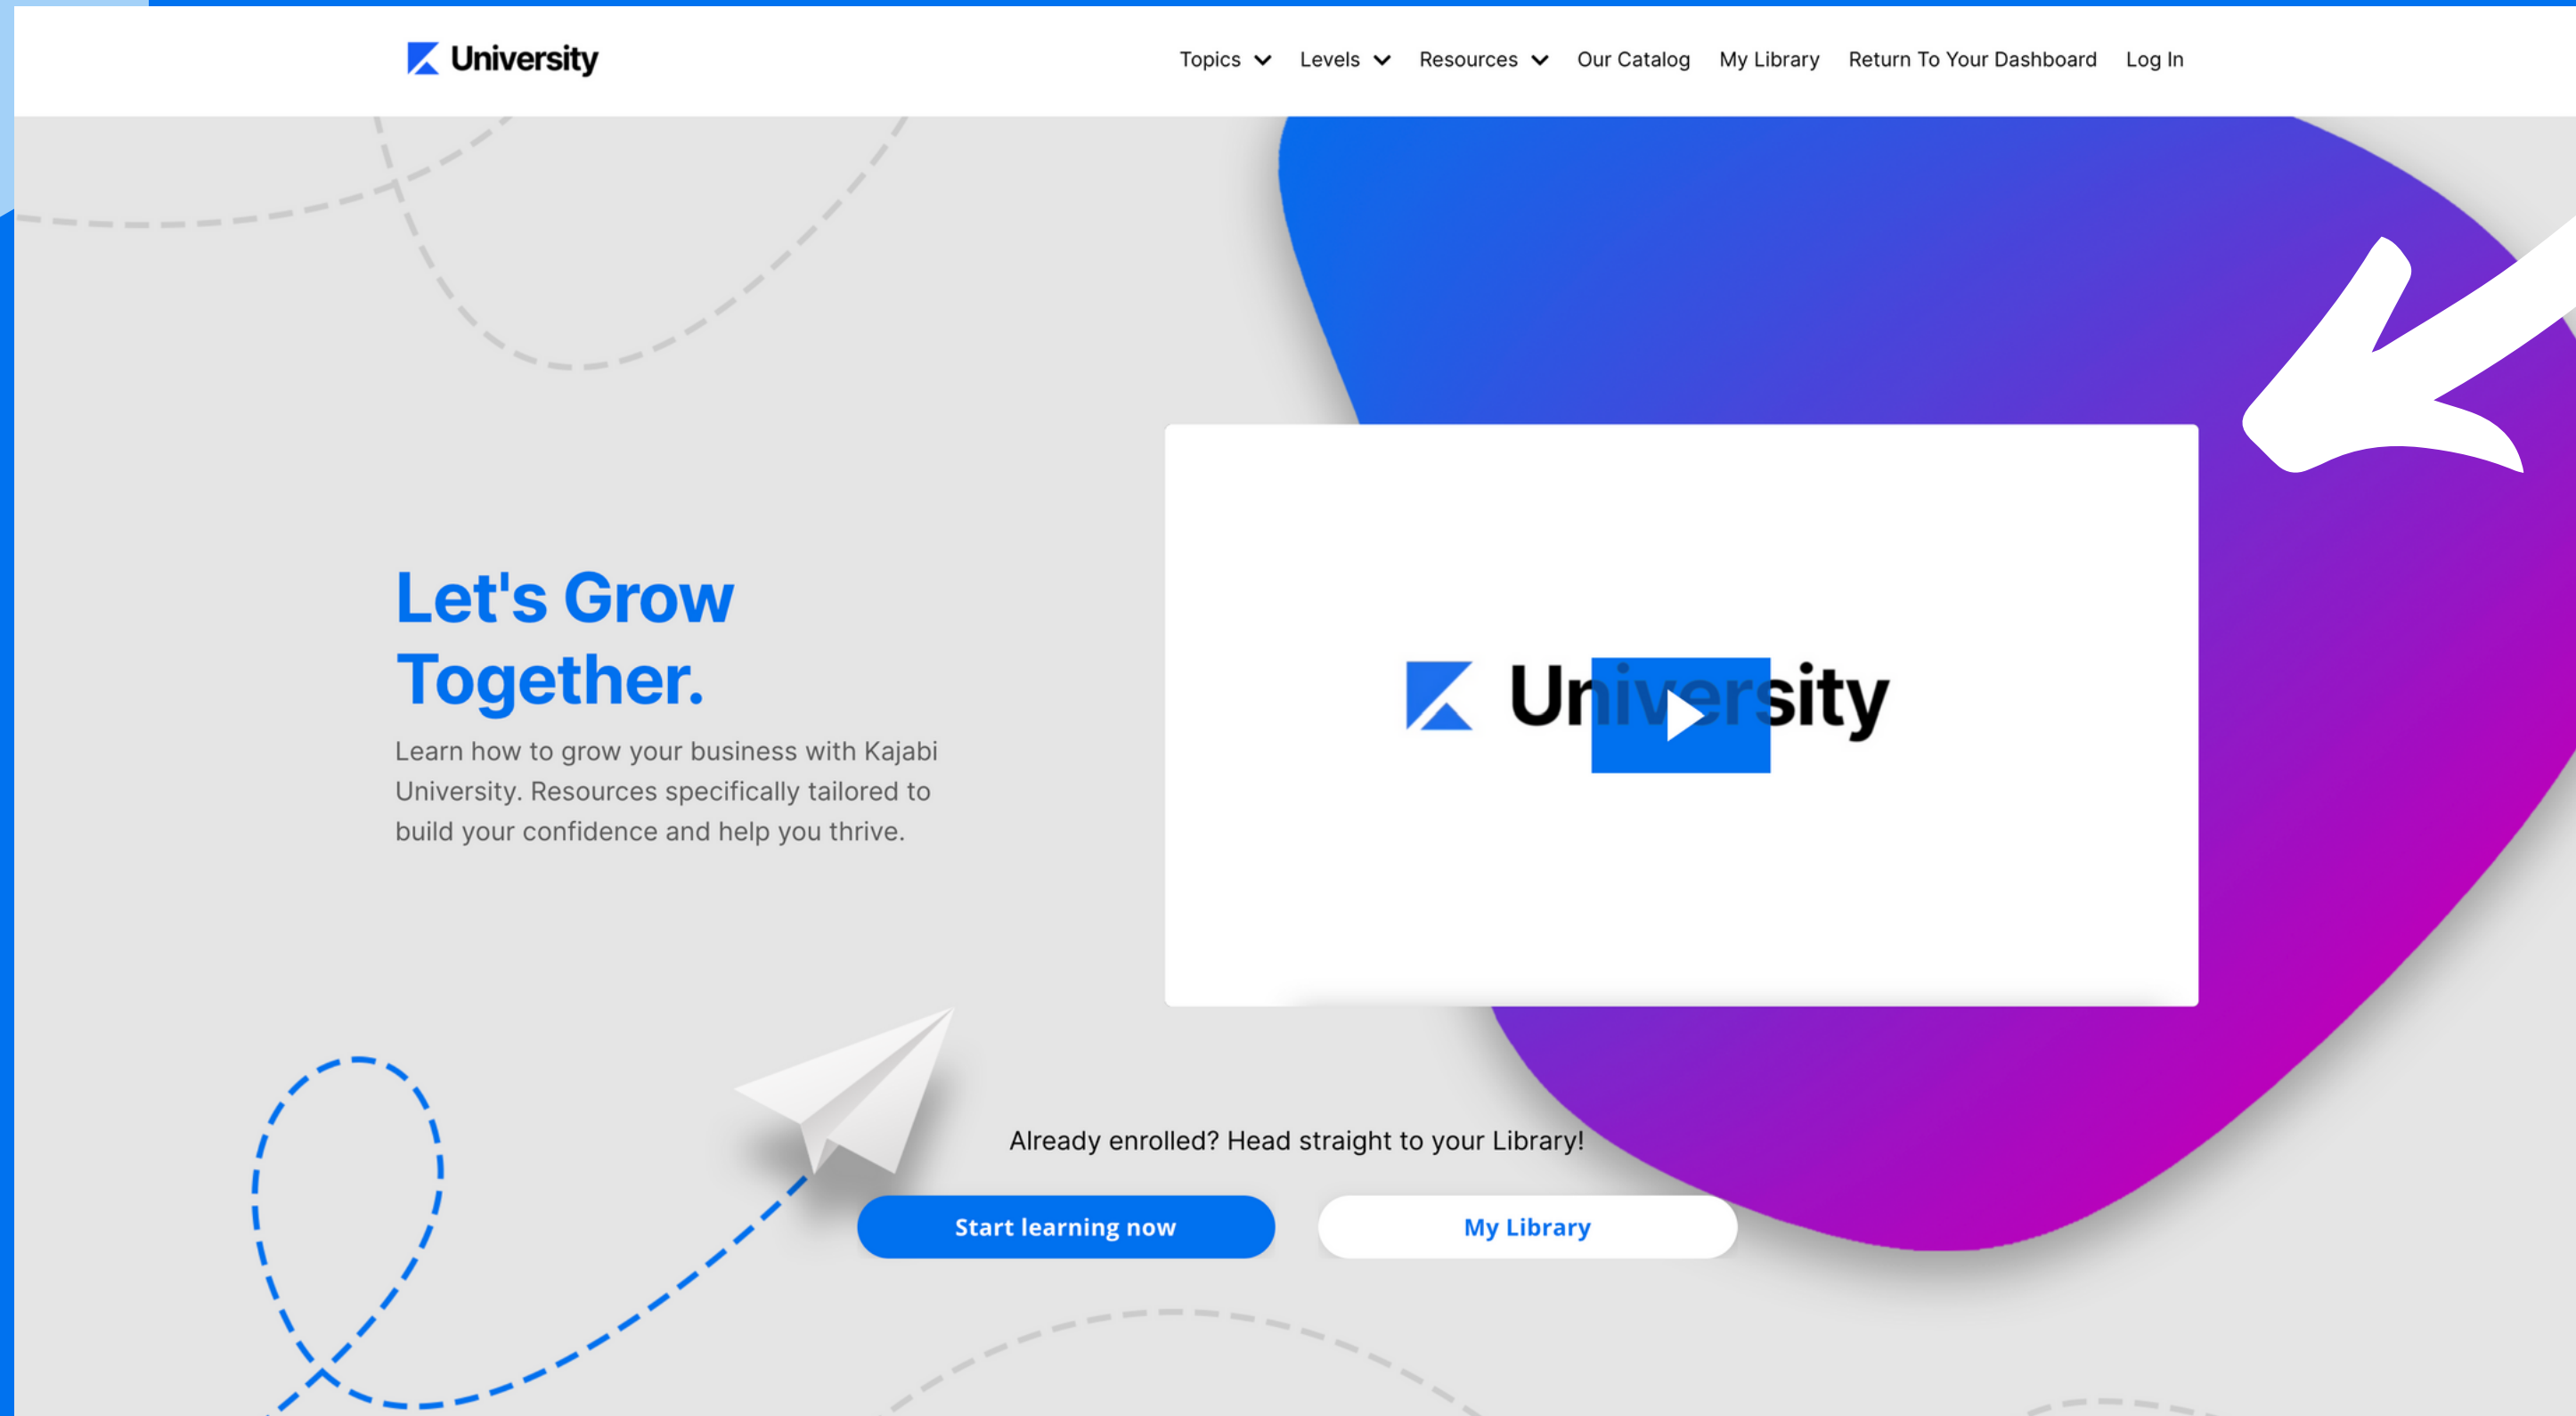 University
Topics Levels Resources Our Catalog My Library Return To Your Dashboard Log In
Let's Grow
Together.
Learn how to grow your business with Kajabi
University. Resources specifically tailored to
build your confidence and help you thrive.
University
Already enrolled? Head straight to your Library!
Start learning now
My Library